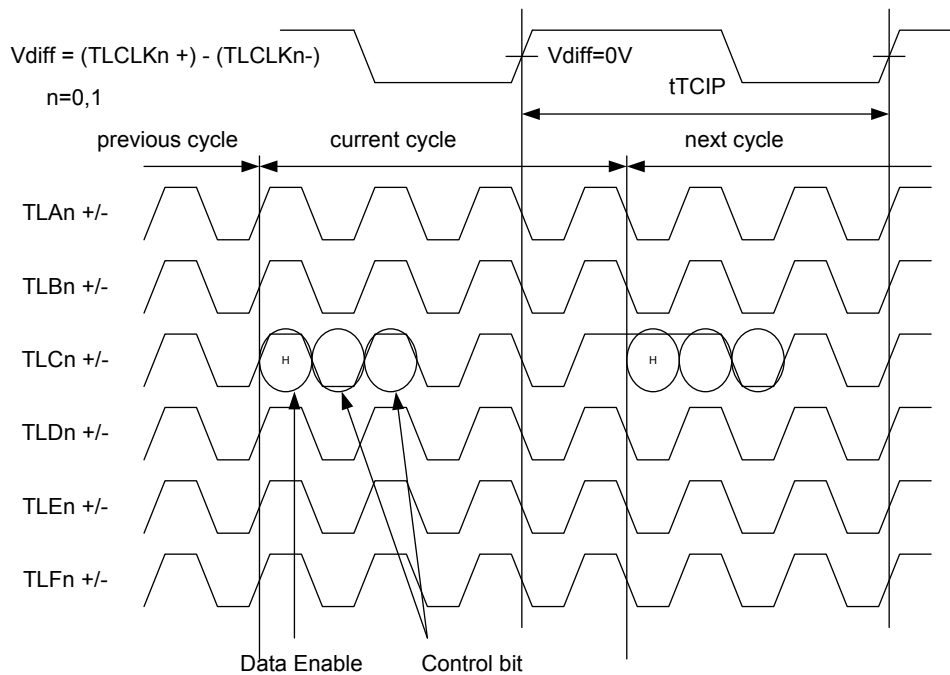 Vdiff = (TLCLKn +) - (TLCLKn-)
Vdiff=0V
n=0,1
tTCIP
previous cycle
current cycle
next cycle
TLAn +/-
TLBn +/-
TLCn +/-
H
H
TLDn +/-
TLEn +/-
TLFn +/-
Data Enable
Control bit